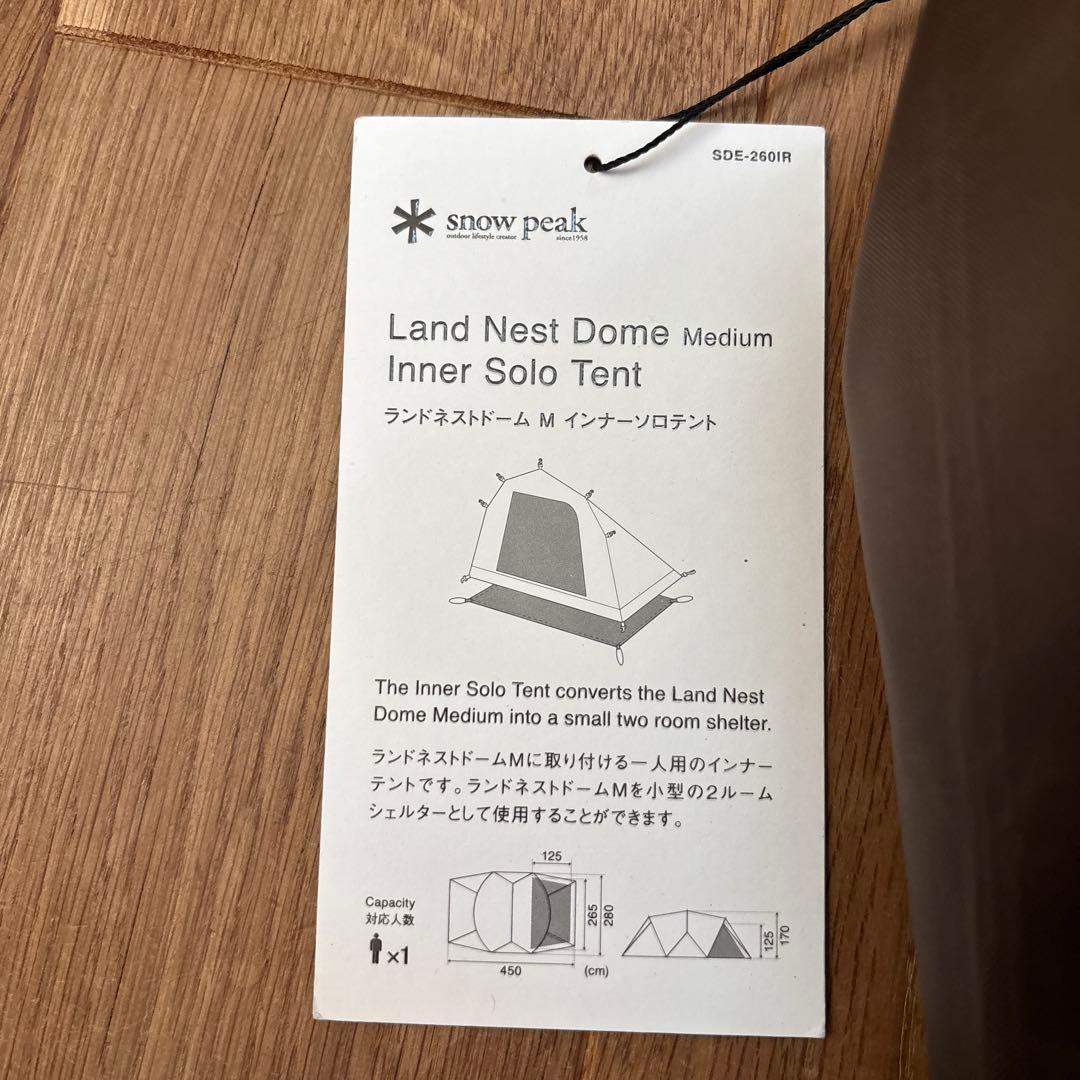 SDE-260IR
snow peak
outdoor lifestyle creator since1958
Land Nest Dome Medium
Inner Solo Tent
ランドネストドーム M インナーソロテント
The Inner Solo Tent converts the Land Nest
Dome Medium into a small two room shelter.
ランドネストドームMに取り付ける一人用のインナー
テントです。ランドネストドームMを小型の2ルーム
シェルターとして使用することができます。
Capacity
対応人数
×1
125
265
280
450
(cm)
125
170